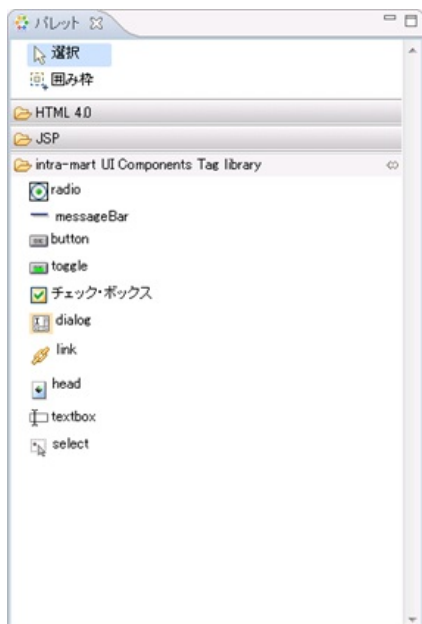 パレット
選択
囲み枠
HTML 4.0
JSP
intra-mart UI Components Tag library
radio
messageBar
button
toggle
チェック・ボックス
dialog
link
head
textbox
select